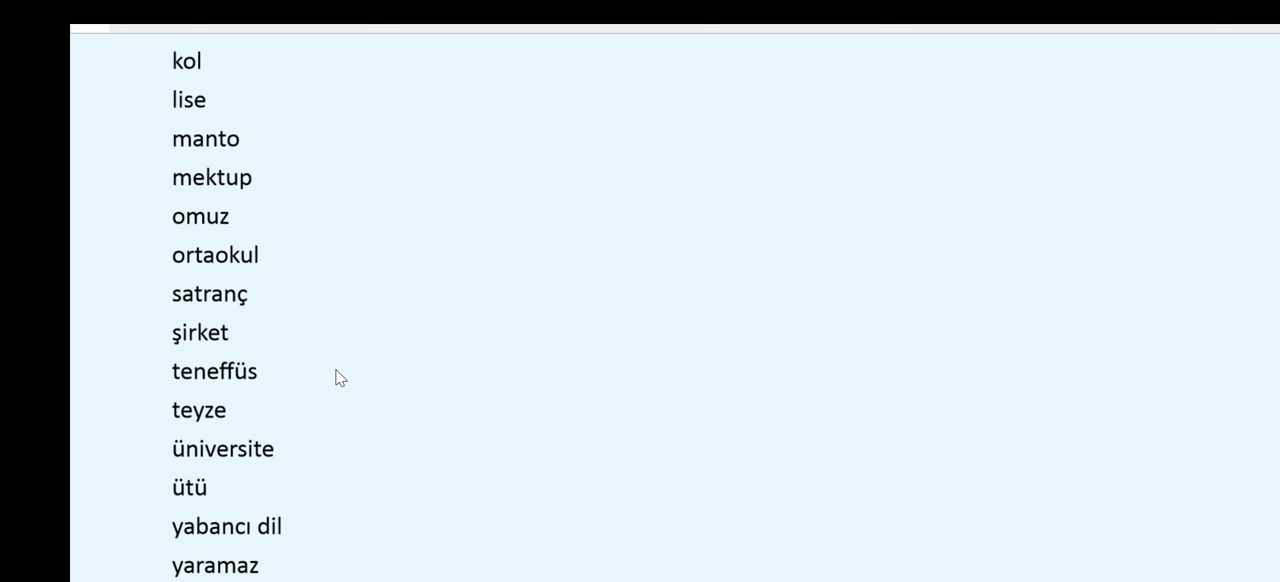 kol
lise
manto
mektup
omuz
ortaokul
satranç
şirket
teneffüs
teyze
üniversite
ütü
yabancı dil
yaramaz